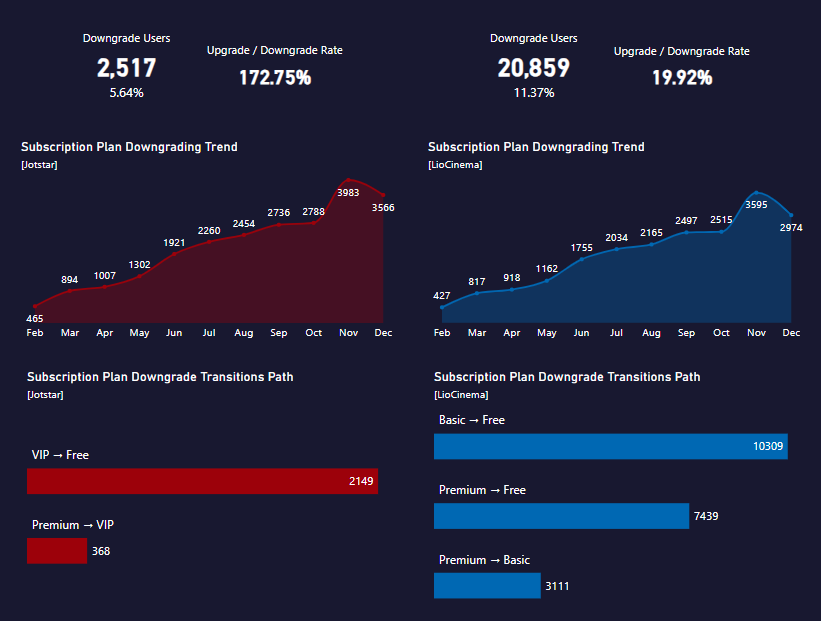 Downgrade Users
2,517
5.64%
Upgrade / Downgrade Rate
172.75%
Subscription Plan Downgrading Trend
[Jotstar]
3983
3566
2788
2736
2454
2260
1921
1302
1007
894
465
Feb Mar Apr May Jun Jul Aug Sep Oct Nov Dec
Subscription Plan Downgrade Transitions Path
[Jotstar]
VIP → Free
2149
Premium → VIP
368
Downgrade Users
20,859
11.37%
Upgrade / Downgrade Rate
19.92%
Subscription Plan Downgrading Trend
[LioCinema]
3595
2974
2515
2497
2165
2034
1755
1162
918
817
427
Feb Mar Apr May Jun Jul Aug Sep Oct Nov Dec
Subscription Plan Downgrade Transitions Path
[LioCinema]
Basic → Free
10309
Premium → Free
7439
Premium → Basic
3111